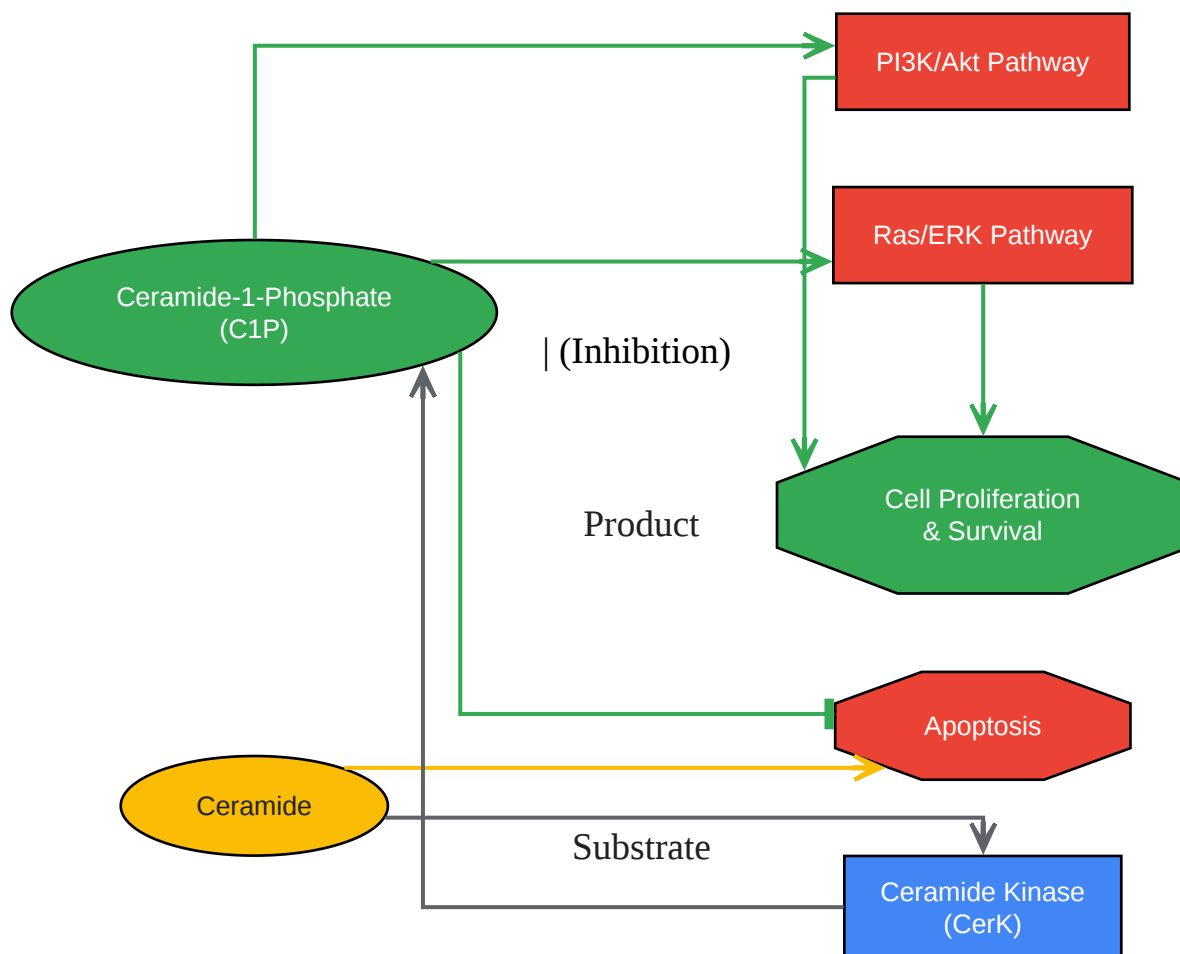 PI3K/Akt Pathway
Ras/ERK Pathway
Ceramide-1-Phosphate
(C1P)
| (Inhibition)
Cell Proliferation
& Survival
Product
Apoptosis
Ceramide
Substrate
Ceramide Kinase
(CerK)